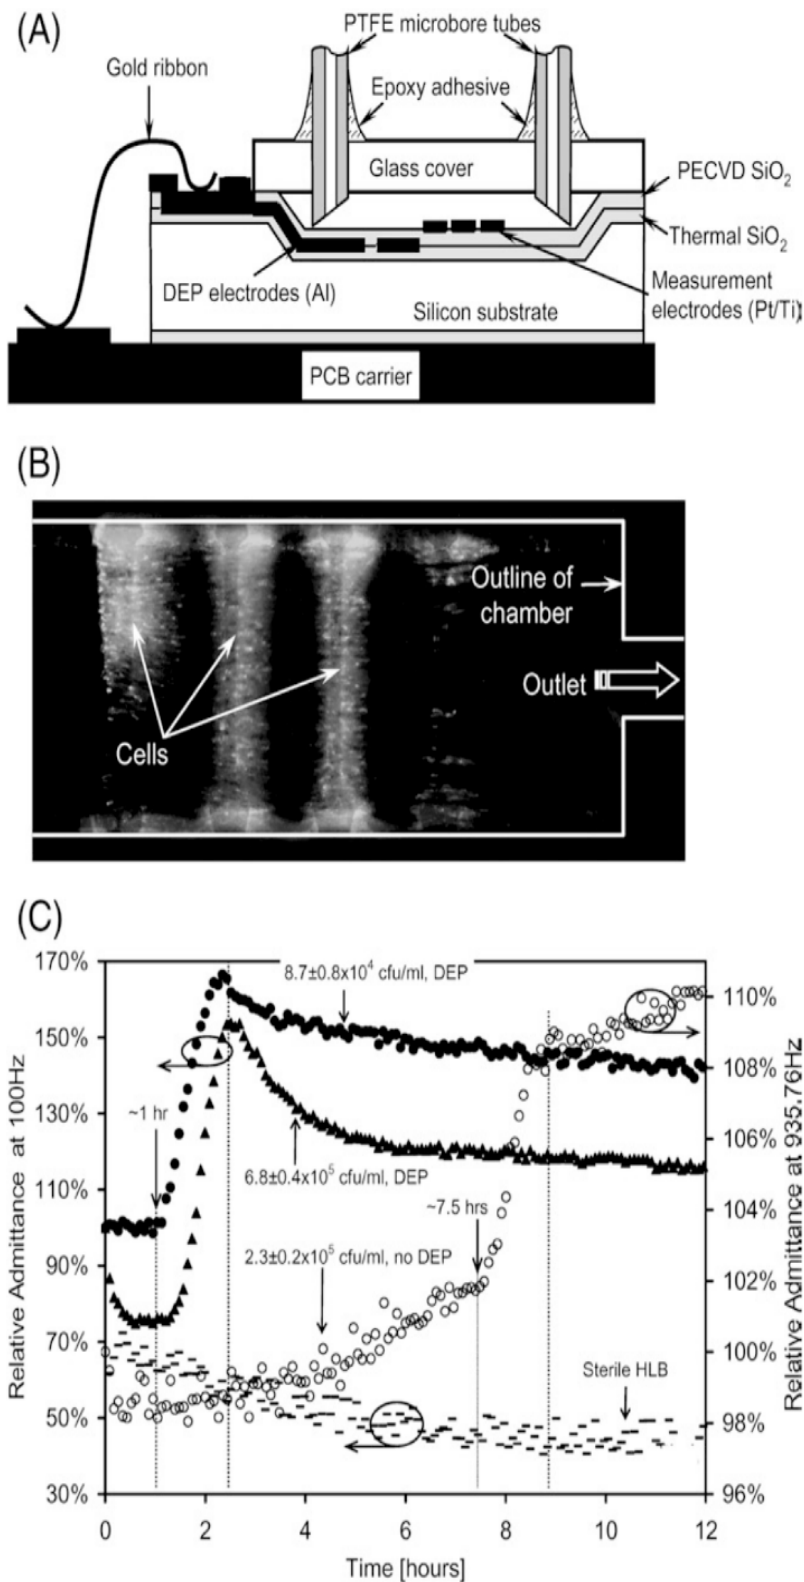 (A)
PTFE microbore tubes
Gold ribbon
Epoxy adhesive
Glass cover
PECVD SiO₂
Thermal SiO₂
DEP electrodes (Al)
Measurement
electrodes (Pt/Ti)
Silicon substrate
PCB carrier
(B)
Outline of
chamber
Outlet
Cells
(C)
170%
150%
130%
110%
90%
70%
50%
30%
Relative Admittance at 100Hz
8.7±0.8x10⁴ cfu/ml, DEP
~1 hr
6.8±0.4x10⁵ cfu/ml, DEP
~7.5 hrs
2.3±0.2x10⁵ cfu/ml, no DEP
Sterile HLB
110%
108%
106%
104%
102%
100%
98%
96%
Relative Admittance at 935.76Hz
0 2 4 6 8 10 12
Time [hours]